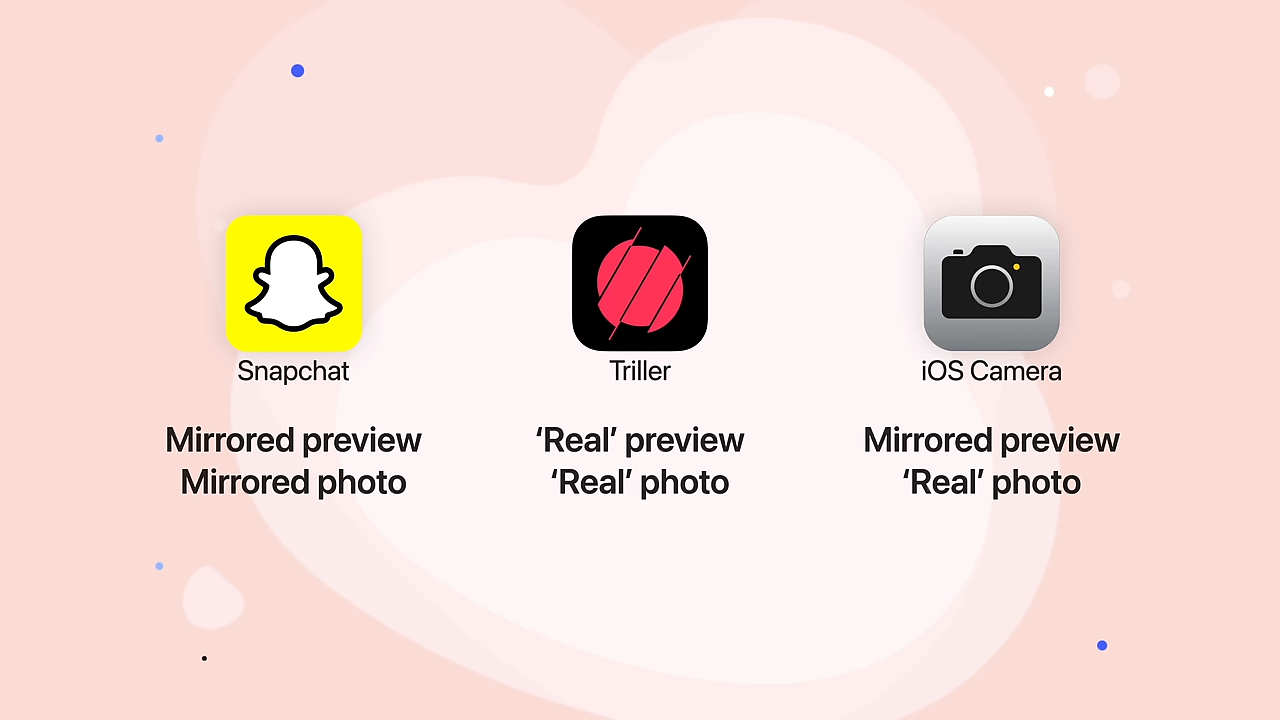 Snapchat
Triller
iOS Camera
Mirrored preview
Mirrored photo
‘Real’ preview
‘Real’ photo
Mirrored preview
‘Real’ photo